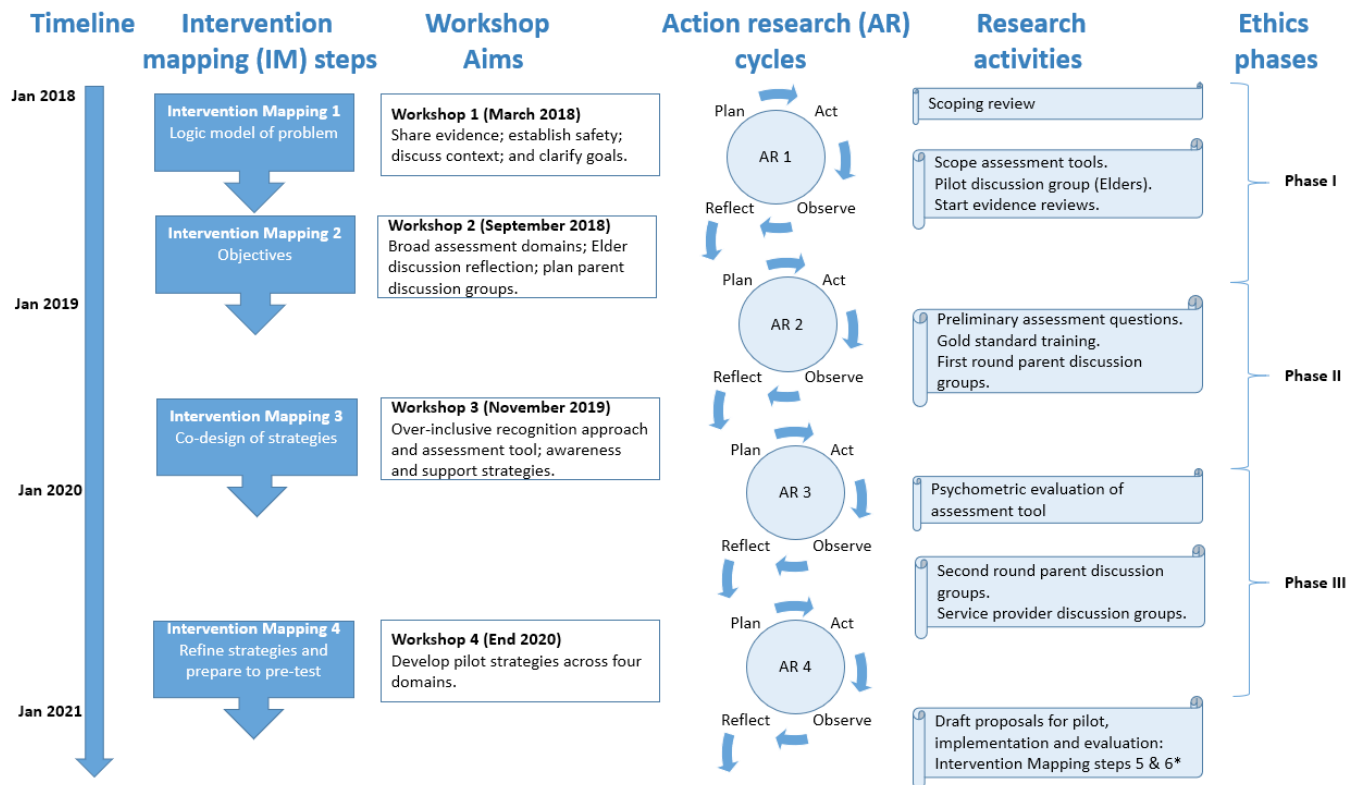 Timeline
Intervention
mapping (IM) steps
Workshop
Aims
Action research (AR)
cycles
Research
activities
Ethics
phases
Jan 2018
Jan 2019
Jan 2020
Jan 2021
Intervention Mapping 1
Logic model of problem
Intervention Mapping 2
Objectives
Intervention Mapping 3
Co-design of strategies
Intervention Mapping 4
Refine strategies and
prepare to pre-test
Workshop 1 (March 2018)
Share evidence; establish safety;
discuss context; and clarify goals.
Workshop 2 (September 2018)
Broad assessment domains; Elder
discussion reflection; plan parent
discussion groups.
Workshop 3 (November 2019)
Over-inclusive recognition approach
and assessment tool; awareness
and support strategies.
Workshop 4 (End 2020)
Develop pilot strategies across four
domains.
Plan
Act
AR 1
Reflect
Observe
Plan
Act
AR 2
Reflect
Observe
Plan
Act
AR 3
Reflect
Observe
Plan
Act
AR 4
Reflect
Observe
Scoping review
Scope assessment tools.
Pilot discussion group (Elders).
Start evidence reviews.
Preliminary assessment questions.
Gold standard training.
First round parent discussion
groups.
Psychometric evaluation of
assessment tool
Second round parent discussion
groups.
Service provider discussion groups.
Draft proposals for pilot,
implementation and evaluation:
Intervention Mapping steps 5 & 6*
Phase I
Phase II
Phase III